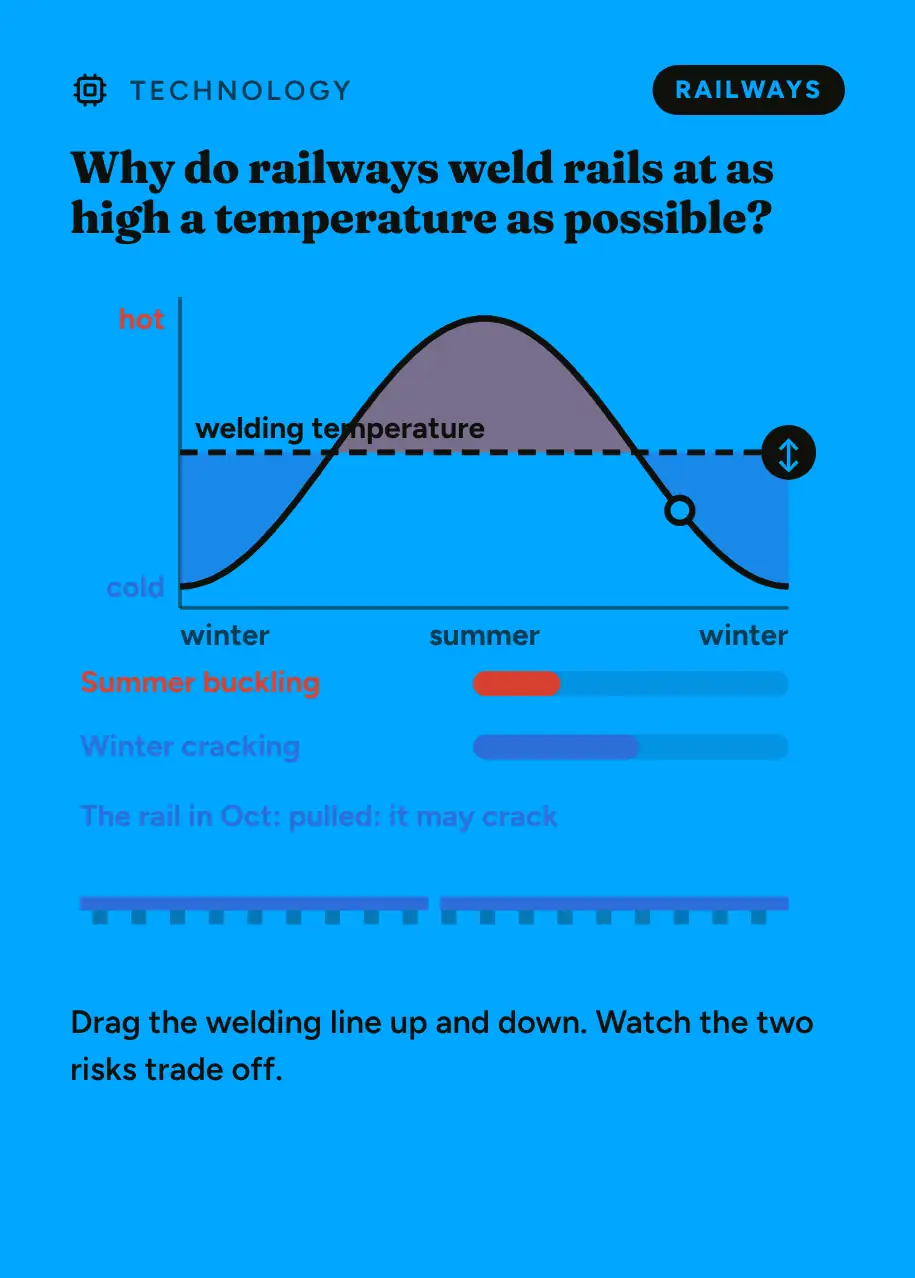 TECHNOLOGY
RAILWAYS
Why do railways weld rails at as
high a temperature as possible?
hot
welding temperature
cold
winter
summer
winter
Summer buckling
Winter cracking
The rail in Oct: pulled: it may crack
Drag the welding line up and down. Watch the two
risks trade off.